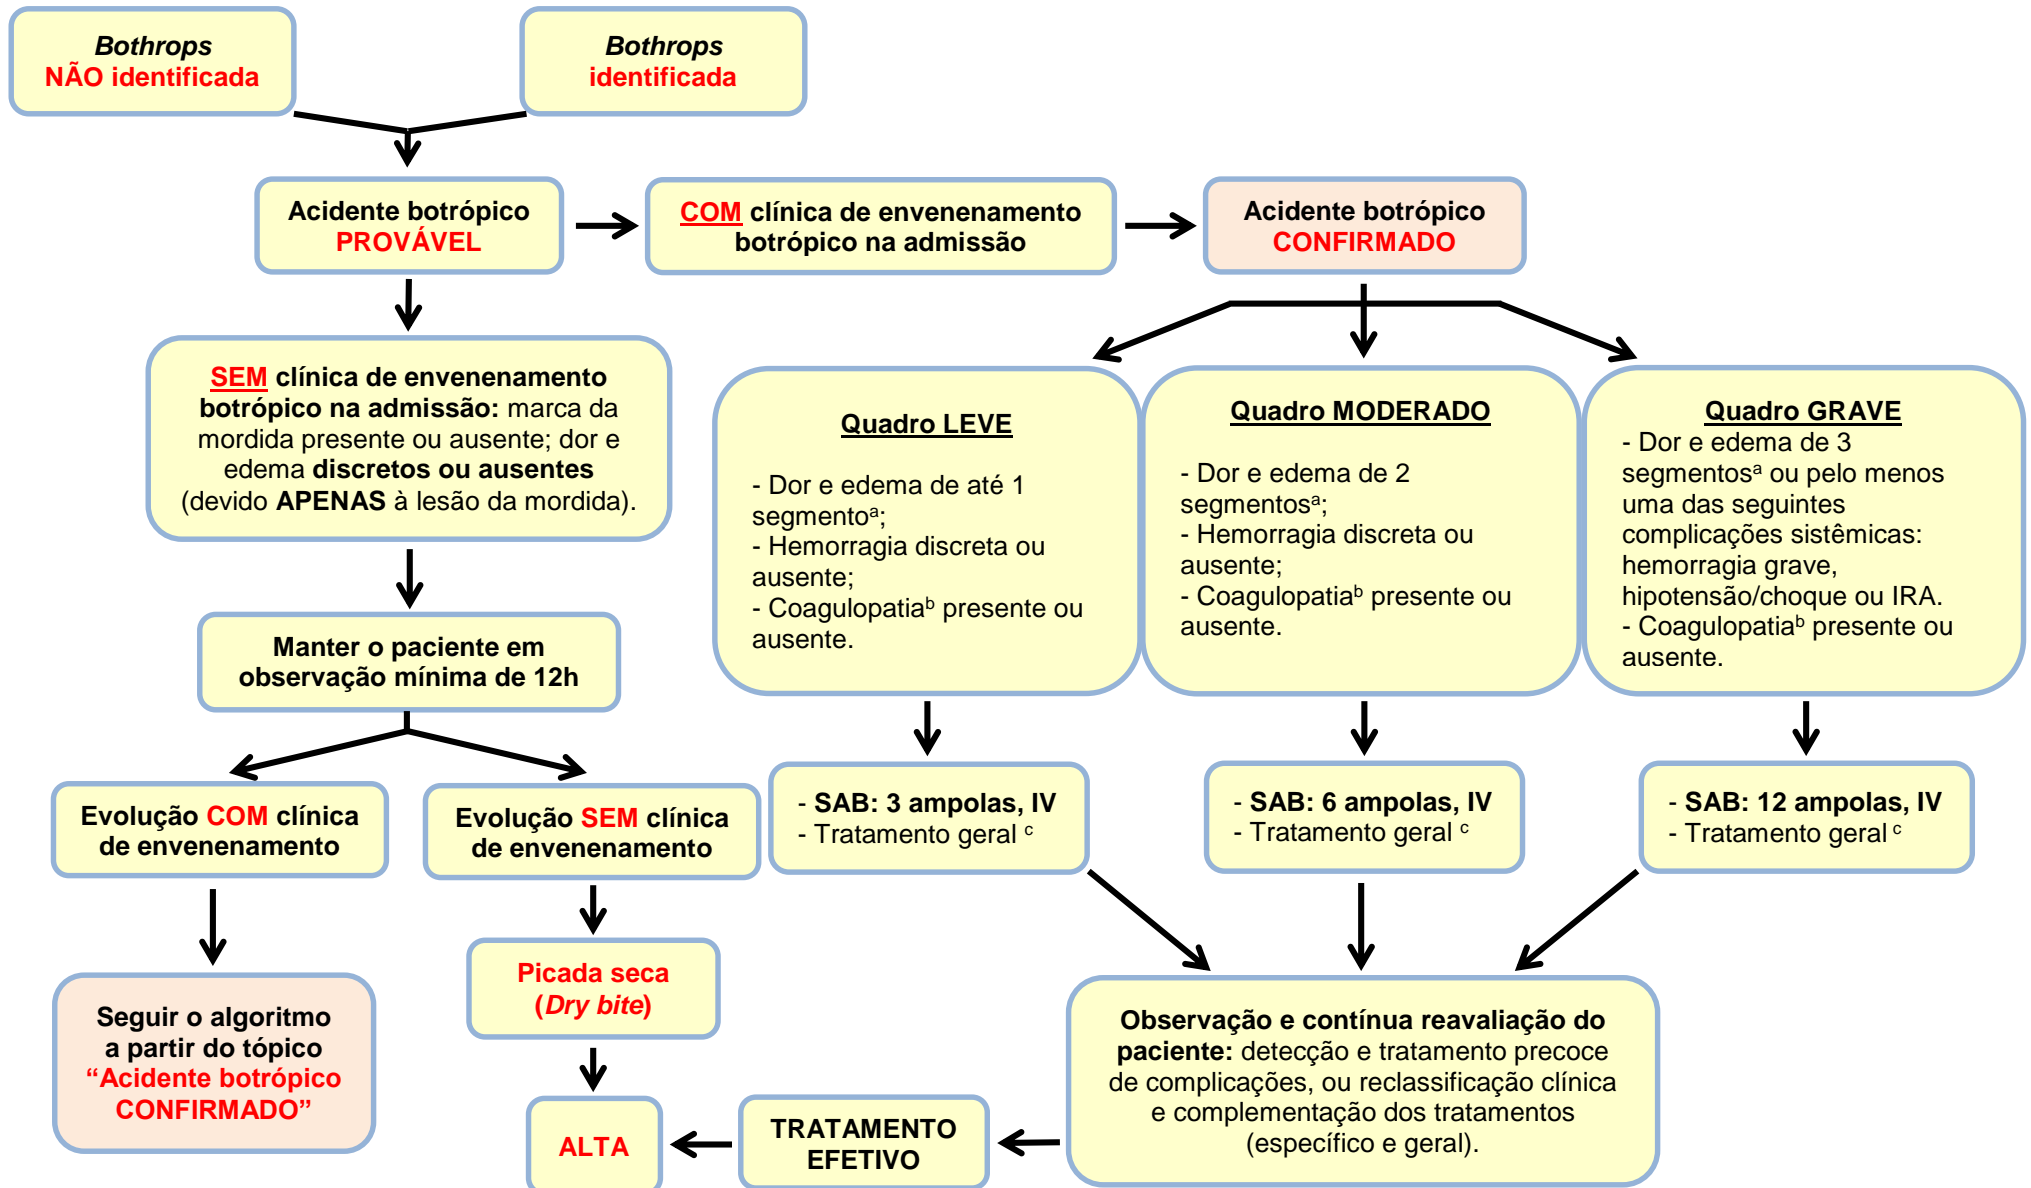 Bothrops
NÃO identificada
Bothrops
identificada
Acidente botrópico
PROVÁVEL
COM clínica de envenenamento
botrópico na admissão
Acidente botrópico
CONFIRMADO
SEM clínica de envenenamento
botrópico na admissão: marca da
mordida presente ou ausente; dor e
edema discretos ou ausentes
(devido APENAS à lesão da mordida).
Quadro LEVE
- Dor e edema de até 1
segmentoᵃ;
- Hemorragia discreta ou
ausente;
- Coagulopatiaᵇ presente ou
ausente.
Quadro MODERADO
- Dor e edema de 2
segmentosᵃ;
- Hemorragia discreta ou
ausente;
- Coagulopatiaᵇ presente ou
ausente.
Quadro GRAVE
- Dor e edema de 3
segmentosᵃ ou pelo menos
uma das seguintes
complicações sistêmicas:
hemorragia grave,
hipotensão/choque ou IRA.
- Coagulopatiaᵇ presente ou
ausente.
Manter o paciente em
observação mínima de 12h
Evolução COM clínica
de envenenamento
Evolução SEM clínica
de envenenamento
- SAB: 3 ampolas, IV
- Tratamento geral ᶜ
- SAB: 6 ampolas, IV
- Tratamento geral ᶜ
- SAB: 12 ampolas, IV
- Tratamento geral ᶜ
Seguir o algoritmo
a partir do tópico
“Acidente botrópico
CONFIRMADO”
Picada seca
(Dry bite)
Observação e contínua reavaliação do
paciente: detecção e tratamento precoce
de complicações, ou reclassificação clínica
e complementação dos tratamentos
(específico e geral).
ALTA
TRATAMENTO
EFETIVO